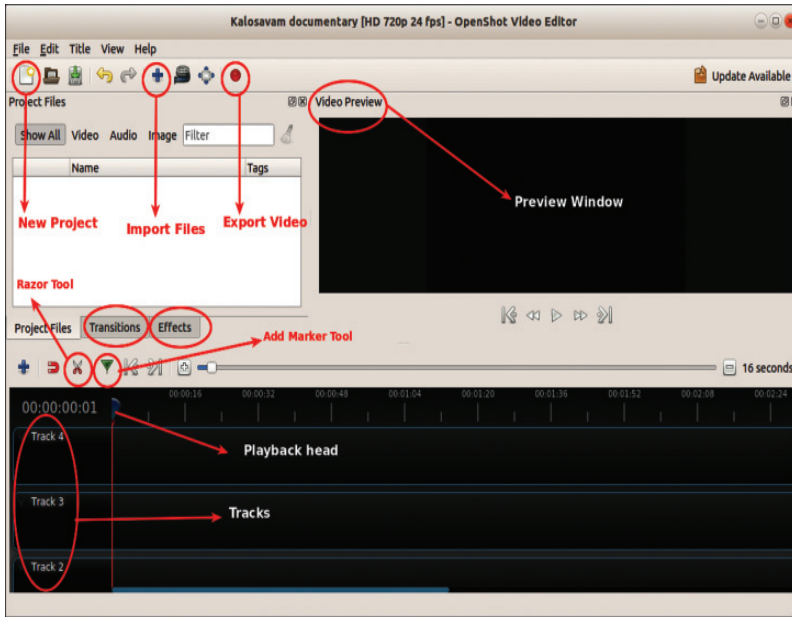 Kalosavam documentary [HD 720p 24 fps] - OpenShot Video Editor
File Edit Title View Help
Update Available
Project Files
Video Preview
Show All Video Audio Image Filter
Name Tags
Preview Window
New Project
Import Files
Export Video
Razor Tool
Project Files Transitions Effects
Add Marker Tool
16 seconds
00:00:16 00:00:32 00:00:48 00:01:04 00:01:20 00:01:36 00:01:52 00:02:08 00:02:24
00:00:00:01
Track 4
Playback head
Track 3
Tracks
Track 2